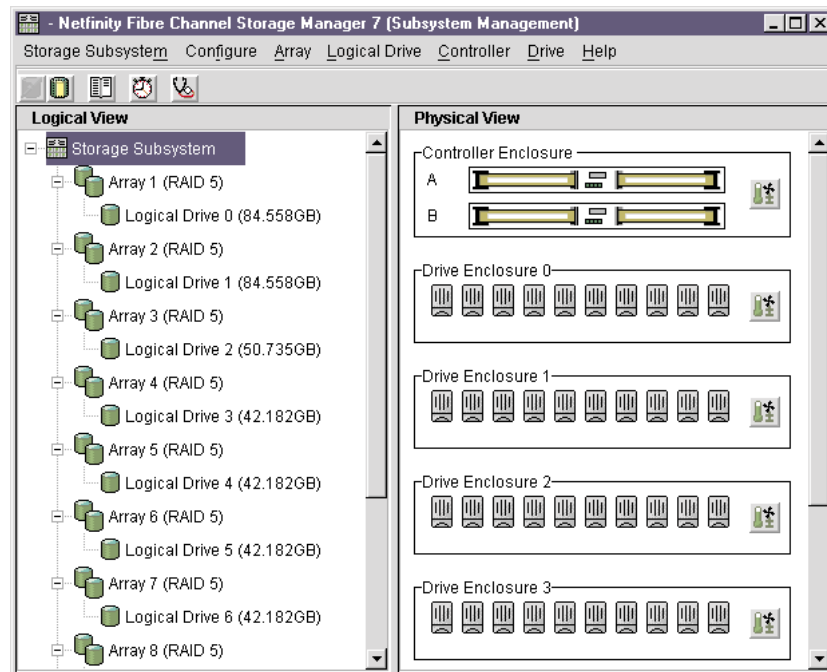 - Netfinity Fibre Channel Storage Manager 7 (Subsystem Management)
Storage Subsystem Configure Array Logical Drive Controller Drive Help
Logical View
Storage Subsystem
Array 1 (RAID 5)
Logical Drive 0 (84.558GB)
Array 2 (RAID 5)
Logical Drive 1 (84.558GB)
Array 3 (RAID 5)
Logical Drive 2 (50.735GB)
Array 4 (RAID 5)
Logical Drive 3 (42.182GB)
Array 5 (RAID 5)
Logical Drive 4 (42.182GB)
Array 6 (RAID 5)
Logical Drive 5 (42.182GB)
Array 7 (RAID 5)
Logical Drive 6 (42.182GB)
Array 8 (RAID 5)
Physical View
Controller Enclosure
A
B
Drive Enclosure 0
Drive Enclosure 1
Drive Enclosure 2
Drive Enclosure 3